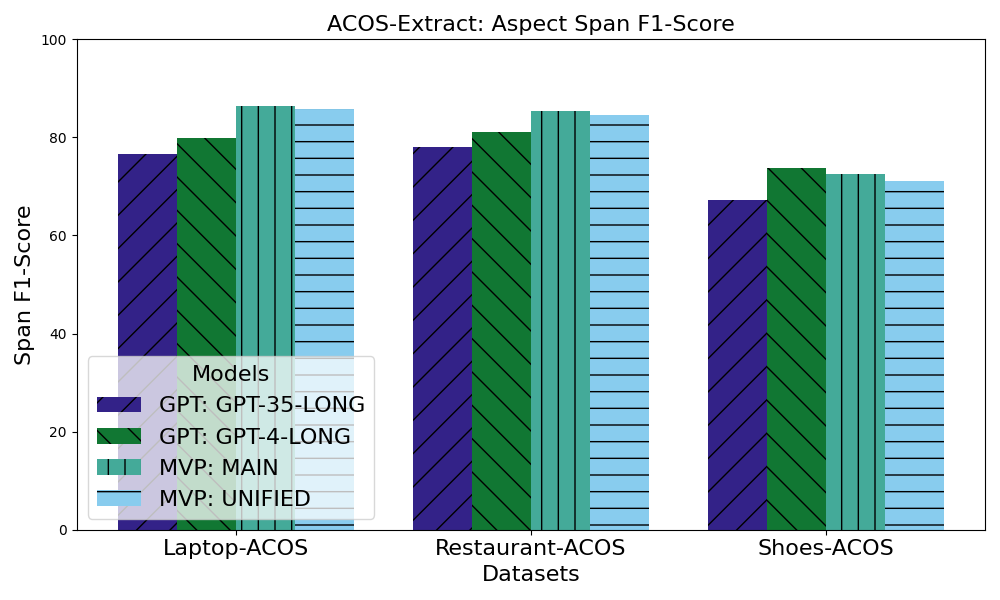 ACOS-Extract: Aspect Span F1-Score
Span F1-Score
100
80
60
40
20
0
Models
GPT: GPT-35-LONG
GPT: GPT-4-LONG
MVP: MAIN
MVP: UNIFIED
Laptop-ACOS
Restaurant-ACOS
Shoes-ACOS
Datasets